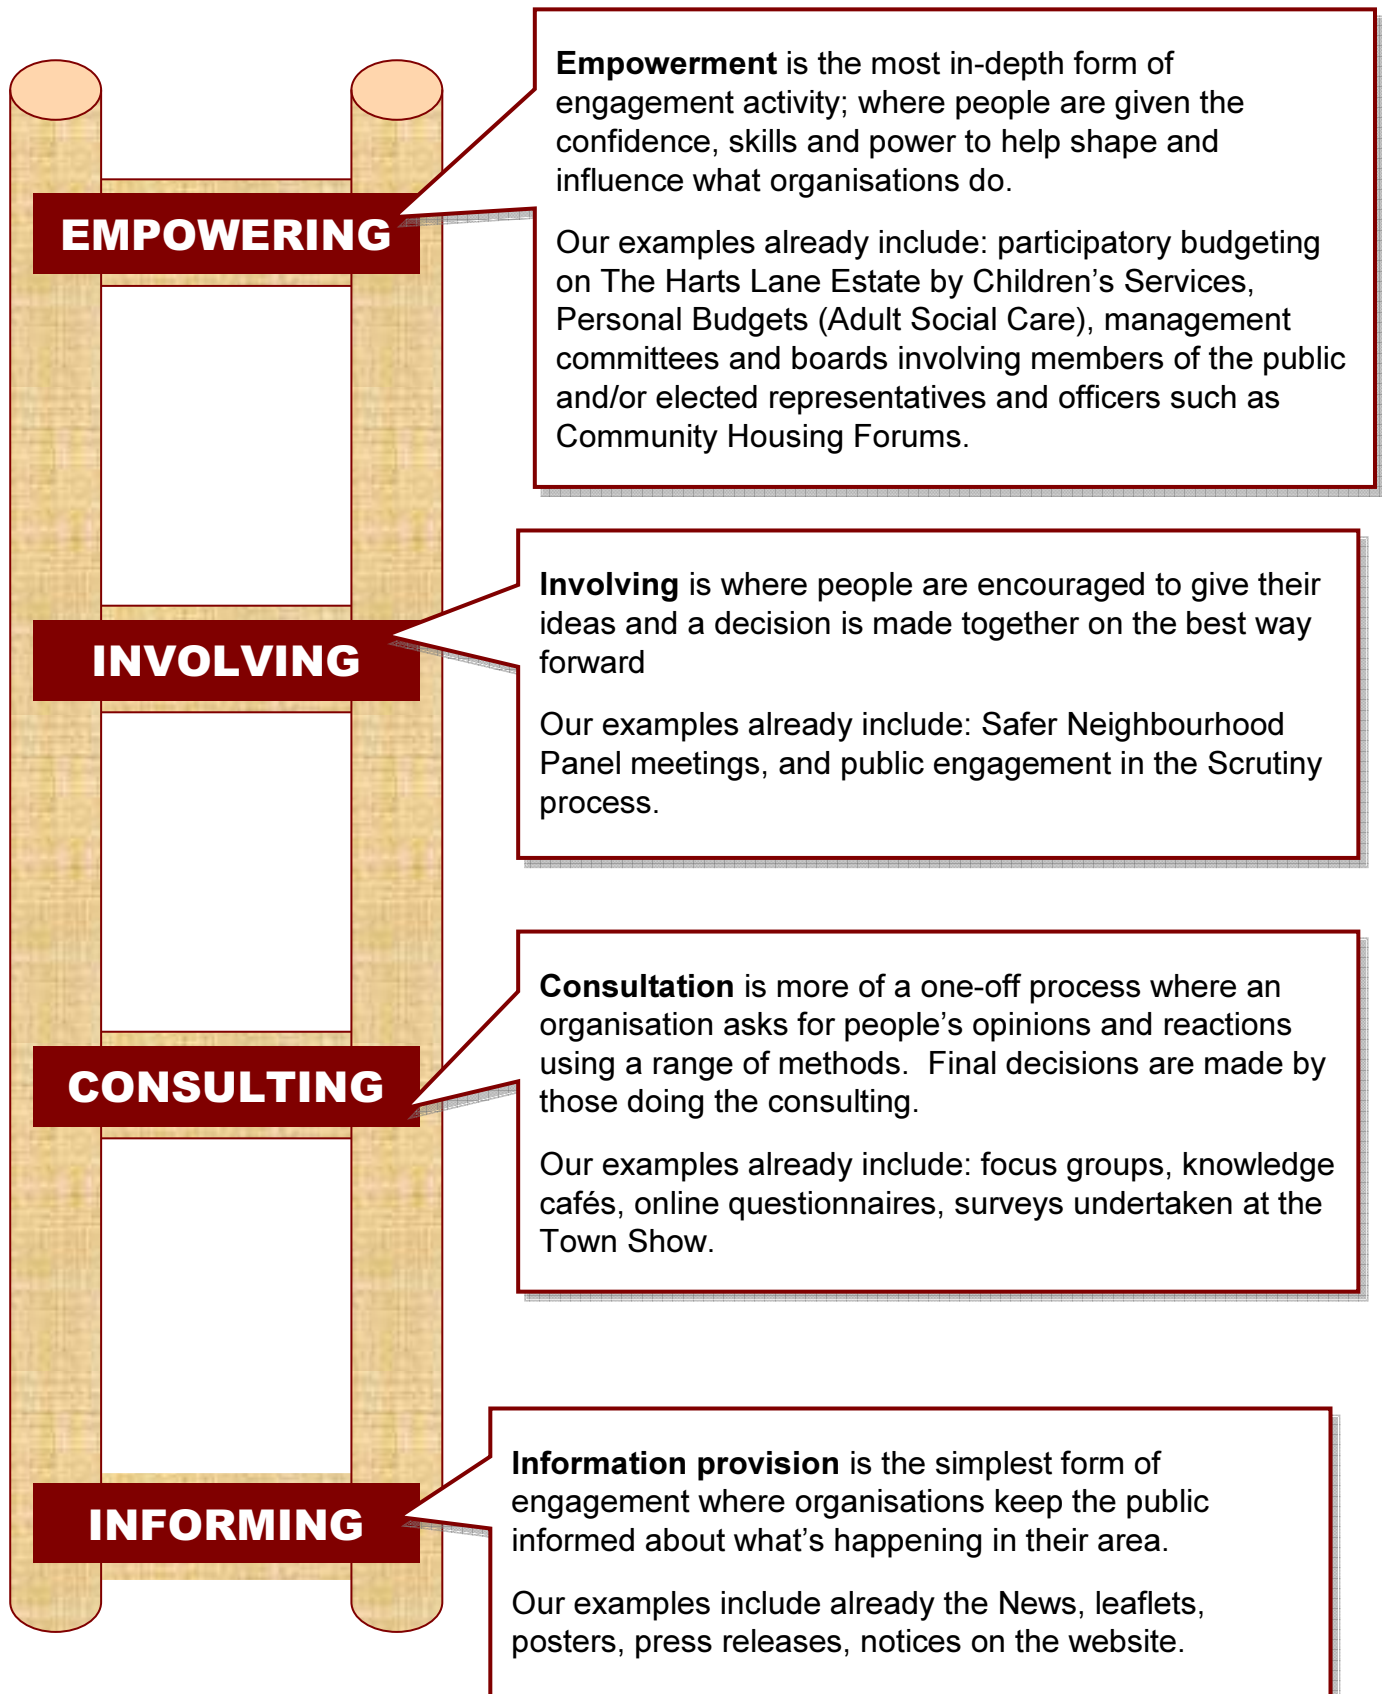 Empowerment is the most in-depth form of
engagement activity; where people are given the
confidence, skills and power to help shape and
influence what organisations do.
EMPOWERING
Our examples already include: participatory budgeting
on The Harts Lane Estate by Children’s Services,
Personal Budgets (Adult Social Care), management
committees and boards involving members of the public
and/or elected representatives and officers such as
Community Housing Forums.
Involving is where people are encouraged to give their
ideas and a decision is made together on the best way
forward
INVOLVING
Our examples already include: Safer Neighbourhood
Panel meetings, and public engagement in the Scrutiny
process.
Consultation is more of a one-off process where an
organisation asks for people’s opinions and reactions
using a range of methods.  Final decisions are made by
those doing the consulting.
CONSULTING
Our examples already include: focus groups, knowledge
cafés, online questionnaires, surveys undertaken at the
Town Show.
Information provision is the simplest form of
engagement where organisations keep the public
informed about what’s happening in their area.
INFORMING
Our examples include already the News, leaflets,
posters, press releases, notices on the website.